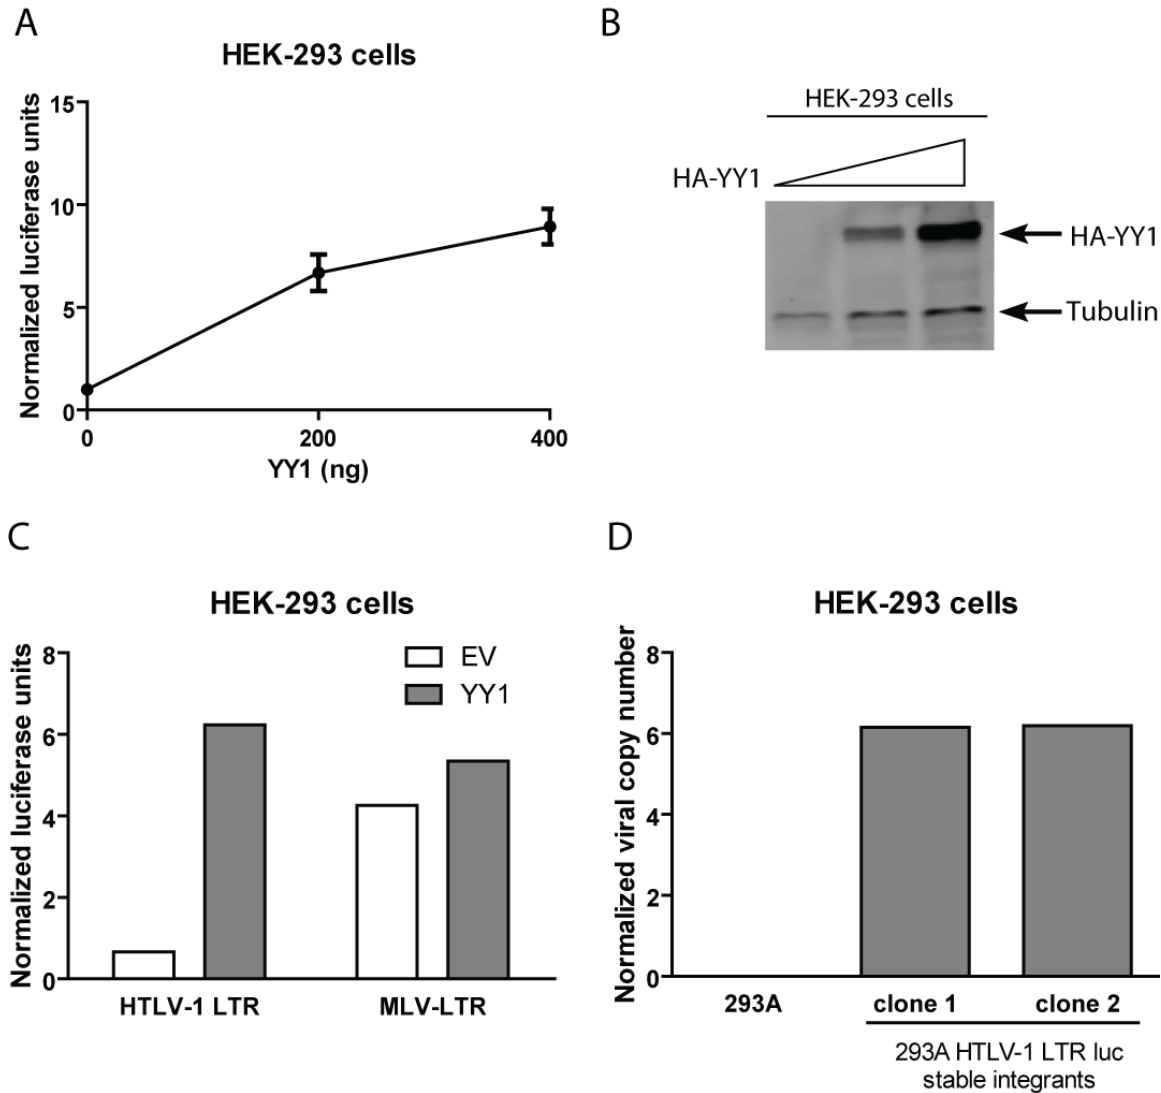 A
HEK-293 cells
Normalized luciferase units
15
10
5
0
0 200 400
YY1 (ng)
B
HEK-293 cells
HA-YY1
HA-YY1
Tubulin
C
HEK-293 cells
Normalized luciferase units
8
6
4
2
0
EV
YY1
HTLV-1 LTR MLV-LTR
D
HEK-293 cells
Normalized viral copy number
8
6
4
2
0
293A clone 1 clone 2
293A HTLV-1 LTR luc
stable integrants